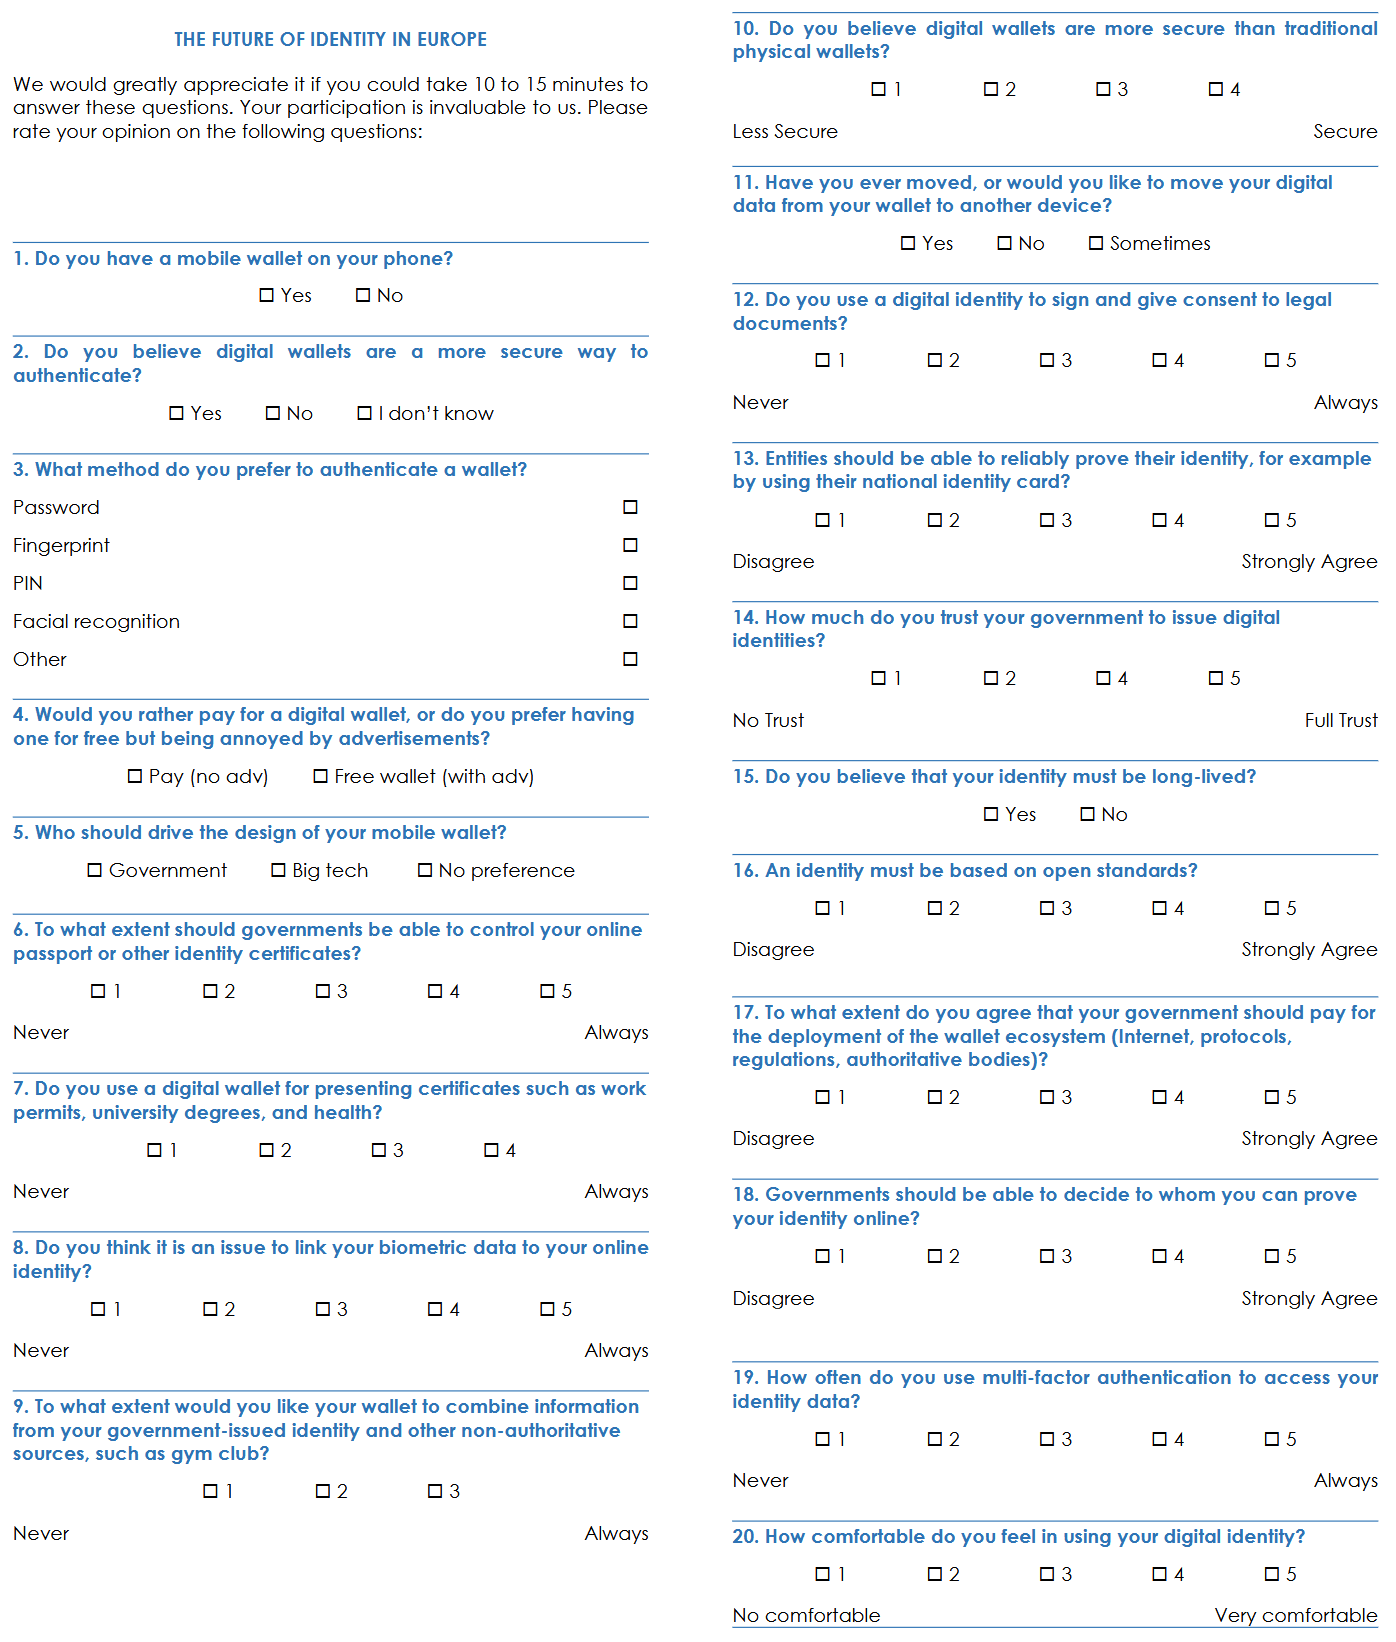 THE FUTURE OF IDENTITY IN EUROPE
We would greatly appreciate it if you could take 10 to 15 minutes to
answer these questions. Your participation is invaluable to us. Please
rate your opinion on the following questions:
1. Do you have a mobile wallet on your phone?
☐ Yes ☐ No
2. Do you believe digital wallets are a more secure way to
authenticate?
☐ Yes ☐ No ☐ I don't know
3. What method do you prefer to authenticate a wallet?
Password ☐
Fingerprint ☐
PIN ☐
Facial recognition ☐
Other ☐
4. Would you rather pay for a digital wallet, or do you prefer having
one for free but being annoyed by advertisements?
☐ Pay (no adv) ☐ Free wallet (with adv)
5. Who should drive the design of your mobile wallet?
☐ Government ☐ Big tech ☐ No preference
6. To what extent should governments be able to control your online
passport or other identity certificates?
☐ 1 ☐ 2 ☐ 3 ☐ 4 ☐ 5
Never Always
7. Do you use a digital wallet for presenting certificates such as work
permits, university degrees, and health?
☐ 1 ☐ 2 ☐ 3 ☐ 4
Never Always
8. Do you think it is an issue to link your biometric data to your online
identity?
☐ 1 ☐ 2 ☐ 3 ☐ 4 ☐ 5
Never Always
9. To what extent would you like your wallet to combine information
from your government-issued identity and other non-authoritative
sources, such as gym club?
☐ 1 ☐ 2 ☐ 3
Never Always
10. Do you believe digital wallets are more secure than traditional
physical wallets?
☐ 1 ☐ 2 ☐ 3 ☐ 4
Less Secure Secure
11. Have you ever moved, or would you like to move your digital
data from your wallet to another device?
☐ Yes ☐ No ☐ Sometimes
12. Do you use a digital identity to sign and give consent to legal
documents?
☐ 1 ☐ 2 ☐ 3 ☐ 4 ☐ 5
Never Always
13. Entities should be able to reliably prove their identity, for example
by using their national identity card?
☐ 1 ☐ 2 ☐ 3 ☐ 4 ☐ 5
Disagree Strongly Agree
14. How much do you trust your government to issue digital
identities?
☐ 1 ☐ 2 ☐ 4 ☐ 5
No Trust Full Trust
15. Do you believe that your identity must be long-lived?
☐ Yes ☐ No
16. An identity must be based on open standards?
☐ 1 ☐ 2 ☐ 3 ☐ 4 ☐ 5
Disagree Strongly Agree
17. To what extent do you agree that your government should pay for
the deployment of the wallet ecosystem (Internet, protocols,
regulations, authoritative bodies)?
☐ 1 ☐ 2 ☐ 3 ☐ 4 ☐ 5
Disagree Strongly Agree
18. Governments should be able to decide to whom you can prove
your identity online?
☐ 1 ☐ 2 ☐ 3 ☐ 4 ☐ 5
Disagree Strongly Agree
19. How often do you use multi-factor authentication to access your
identity data?
☐ 1 ☐ 2 ☐ 3 ☐ 4 ☐ 5
Never Always
20. How comfortable do you feel in using your digital identity?
☐ 1 ☐ 2 ☐ 3 ☐ 4 ☐ 5
No comfortable Very comfortable